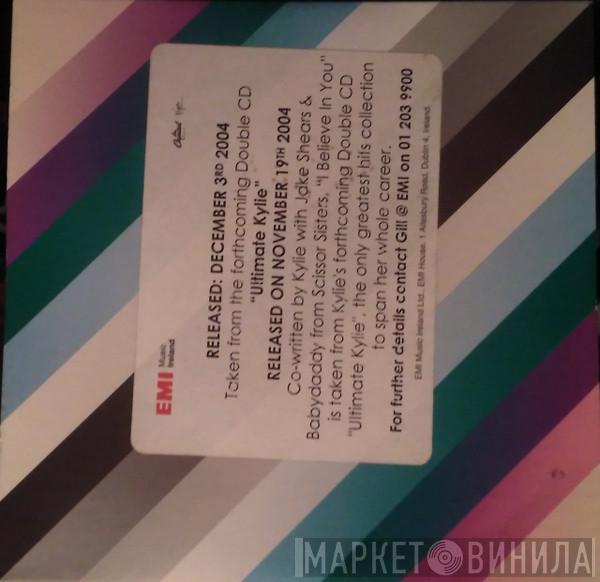 EMI Music
Ireland
Capitol
RELEASED: DECEMBER 3RD 2004
Taken from the forthcoming Double CD
"Ultimate Kylie"
RELEASED ON NOVEMBER 19TH 2004
Co-written by Kylie with Jake Shears &
Babydaddy from Scissor Sisters, "I Believe In You"
is taken from Kylie's forthcoming Double CD
"Ultimate Kylie", the only greatest hits collection
to span her whole career.
For further details contact Gill @ EMI on 01 203 9900
EMI Music Ireland Ltd., EMI House, 1 Ailesbury Road, Dublin 4, Ireland.
МАРКЕТ ВИНИЛА